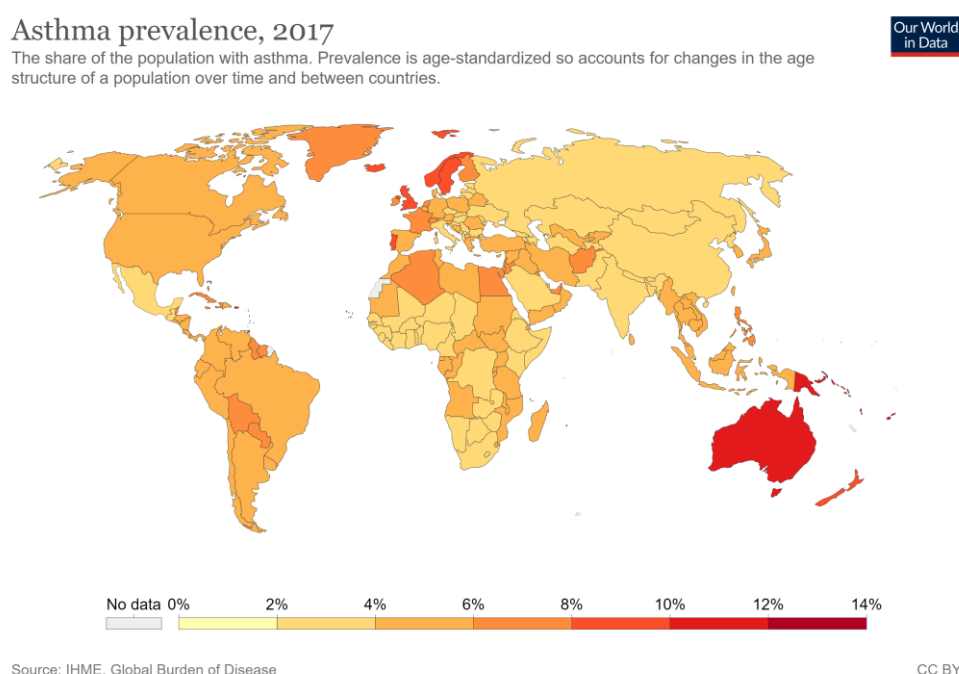 Asthma prevalence, 2017
Our World
in Data
The share of the population with asthma. Prevalence is age-standardized so accounts for changes in the age
structure of a population over time and between countries.
No data 0% 2% 4% 6% 8% 10% 12% 14%
Source: IHME, Global Burden of Disease
CC BY